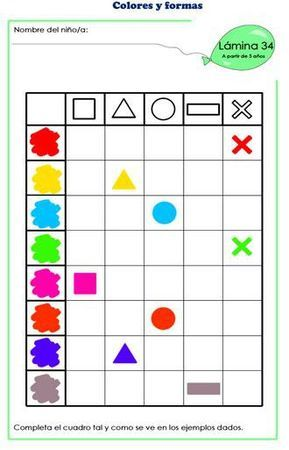 Colores y formas
Nombre del niño/a:
Lámina 34
A partir de 3 años
Completa el cuadro tal y como se ve en los ejemplos dados.